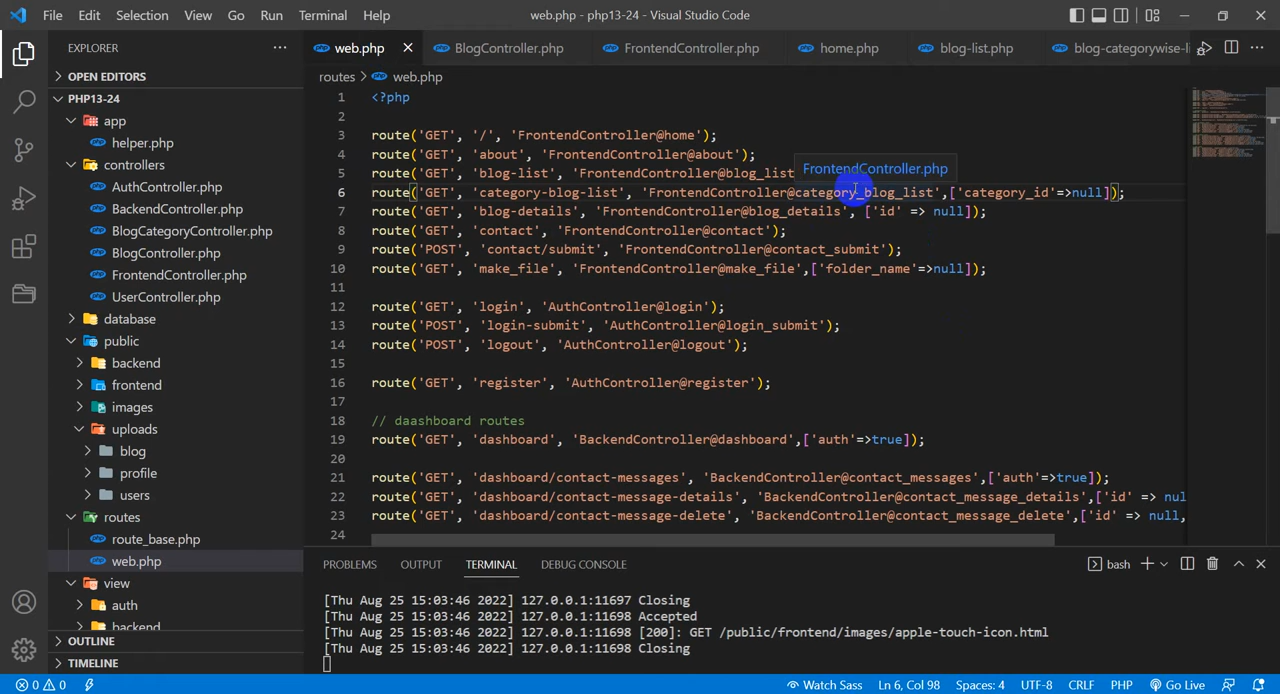 File Edit Selection View Go Run Terminal Help web.php - php13-24 - Visual Studio Code
EXPLORER
web.php BlogController.php FrontendController.php home.php blog-list.php blog-categorywise-li
OPEN EDITORS
routes > web.php
PHP13-24
app
helper.php
controllers
AuthController.php
BackendController.php
BlogCategoryController.php
BlogController.php
FrontendController.php
UserController.php
database
public
backend
frontend
images
uploads
blog
profile
users
routes
route_base.php
web.php
view
auth
backend
OUTLINE
TIMELINE
1 <?php
2
3 route('GET', '/', 'FrontendController@home');
4 route('GET', 'about', 'FrontendController@about');
FrontendController.php
5 route('GET', 'blog-list', 'FrontendController@blog_list
6 route('GET', 'category-blog-list', 'FrontendController@category_blog_list',['category_id'=>null]);
7 route('GET', 'blog-details', 'FrontendController@blog_details', ['id' => null]);
8 route('GET', 'contact', 'FrontendController@contact');
9 route('POST', 'contact/submit', 'FrontendController@contact_submit');
10 route('GET', 'make_file', 'FrontendController@make_file',['folder_name'=>null]);
11
12 route('GET', 'login', 'AuthController@login');
13 route('POST', 'login-submit', 'AuthController@login_submit');
14 route('POST', 'logout', 'AuthController@logout');
15
16 route('GET', 'register', 'AuthController@register');
17
18 // daashboard routes
19 route('GET', 'dashboard', 'BackendController@dashboard',['auth'=>true]);
20
21 route('GET', 'dashboard/contact-messages', 'BackendController@contact_messages',['auth'=>true]);
22 route('GET', 'dashboard/contact-message-details', 'BackendController@contact_message_details',['id' => nul
23 route('GET', 'dashboard/contact-message-delete', 'BackendController@contact_message_delete',['id' => null,
24
PROBLEMS OUTPUT TERMINAL DEBUG CONSOLE bash
[Thu Aug 25 15:03:46 2022] 127.0.0.1:11697 Closing
[Thu Aug 25 15:03:46 2022] 127.0.0.1:11698 Accepted
[Thu Aug 25 15:03:46 2022] 127.0.0.1:11698 [200]: GET /public/frontend/images/apple-touch-icon.html
[Thu Aug 25 15:03:46 2022] 127.0.0.1:11698 Closing
0 0 Watch Sass Ln 6, Col 98 Spaces: 4 UTF-8 CRLF PHP Go Live